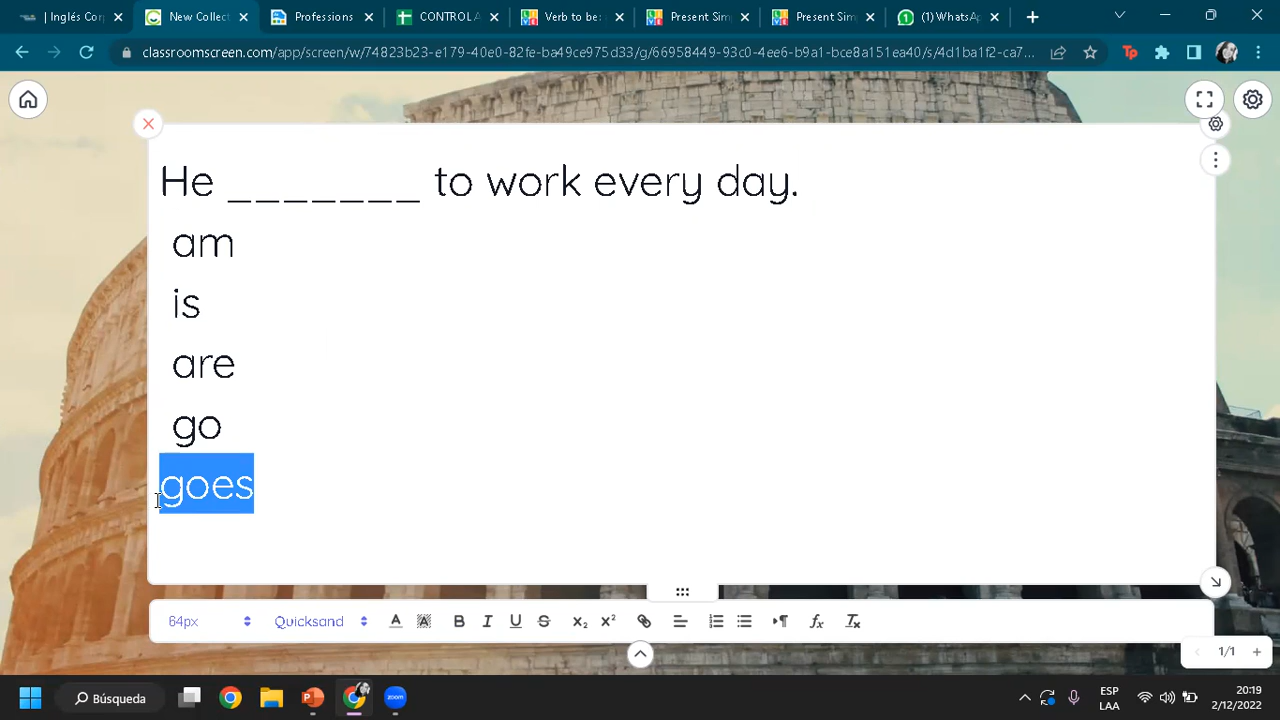 | Inglés Corp
New Collect
Professions
CONTROL A
Verb to be:
Present Sim
Present Sim
(1) WhatsAp
classroomscreen.com/app/screen/w/74823b23-e179-40e0-82fe-ba49ce975d33/g/66958449-93c0-4ee6-b9a1-bce8a151ea40/s/4d1ba1f2-ca7...
He _______ to work every day.
am
is
are
go
goes
64px
Quicksand
1/1
Búsqueda
ESP
LAA
20:19
2/12/2022